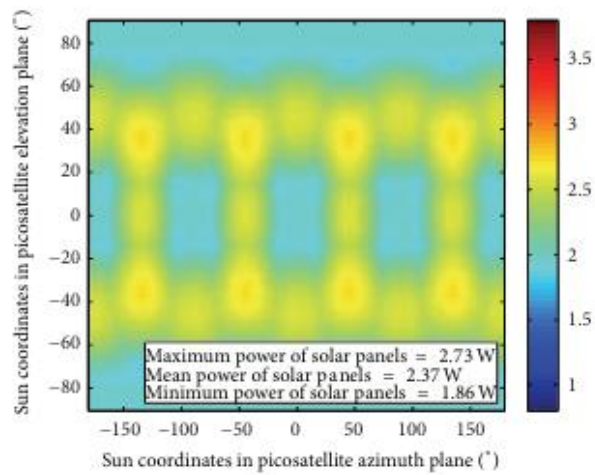 Sun coordinates in picosatellite elevation plane (°)
80
60
40
20
0
−20
−40
−60
−80
Maximum power of solar panels = 2.73 W
Mean power of solar panels = 2.37 W
Minimum power of solar panels = 1.86 W
−150 −100 −50 0 50 100 150
Sun coordinates in picosatellite azimuth plane (°)
3.5
3
2.5
2
1.5
1